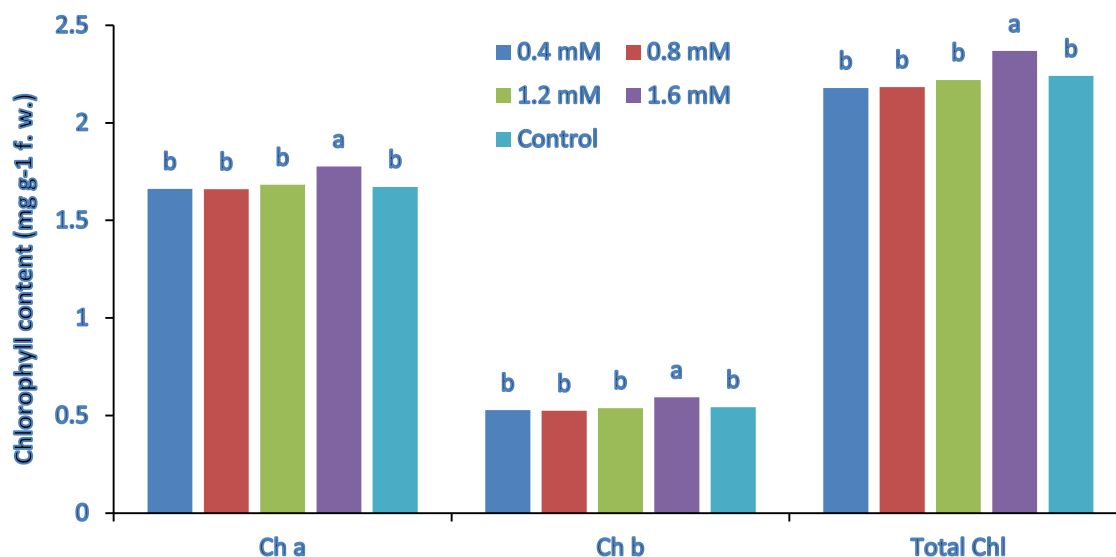 Chlorophyll content (mg g-1 f. w.)
2.5
2
1.5
1
0.5
0
0.4 mM 0.8 mM
1.2 mM 1.6 mM
Control
b b b a b
b b b a b
b b b a b
Ch a Ch b Total Chl